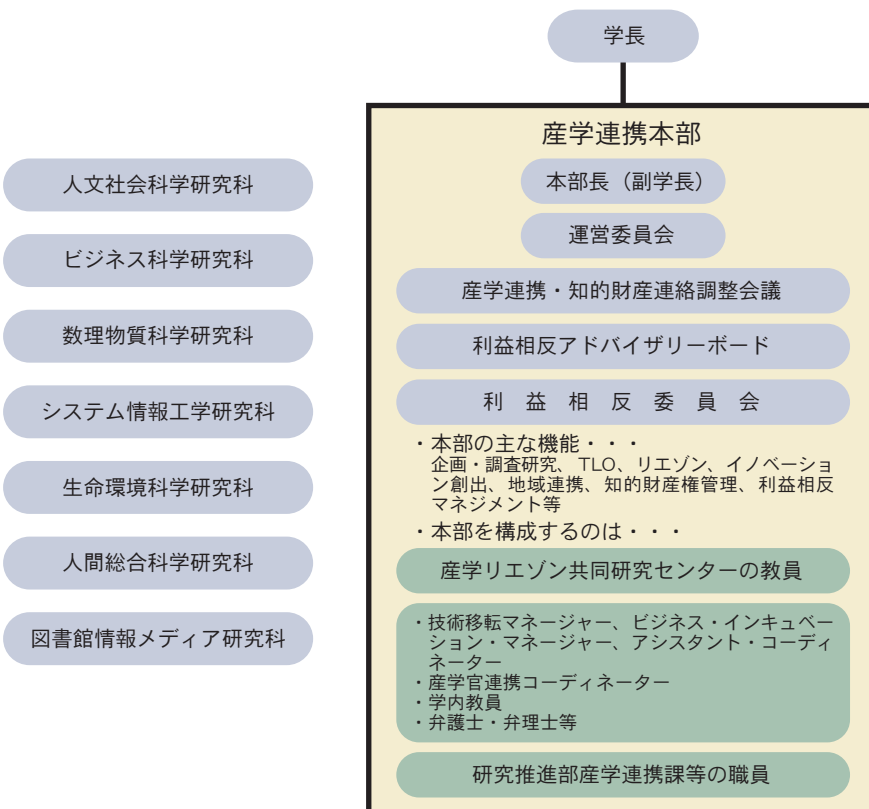 学長
産学連携本部
本部長（副学長）
運営委員会
産学連携・知的財産連絡調整会議
利益相反アドバイザリーボード
利益相反委員会
・本部の主な機能・・・
企画・調査研究、TLO、リエゾン、イノベーショ
ン創出、地域連携、知的財産権管理、利益相反
マネジメント等
・本部を構成するのは・・・
産学リエゾン共同研究センターの教員
・技術移転マネージャー、ビジネス・インキュベー
ション・マネージャー、アシスタント・コーディ
ネーター
・産学官連携コーディネーター
・学内教員
・弁護士・弁理士等
研究推進部産学連携課等の職員
人文社会科学研究科
ビジネス科学研究科
数理物質科学研究科
システム情報工学研究科
生命環境科学研究科
人間総合科学研究科
図書館情報メディア研究科